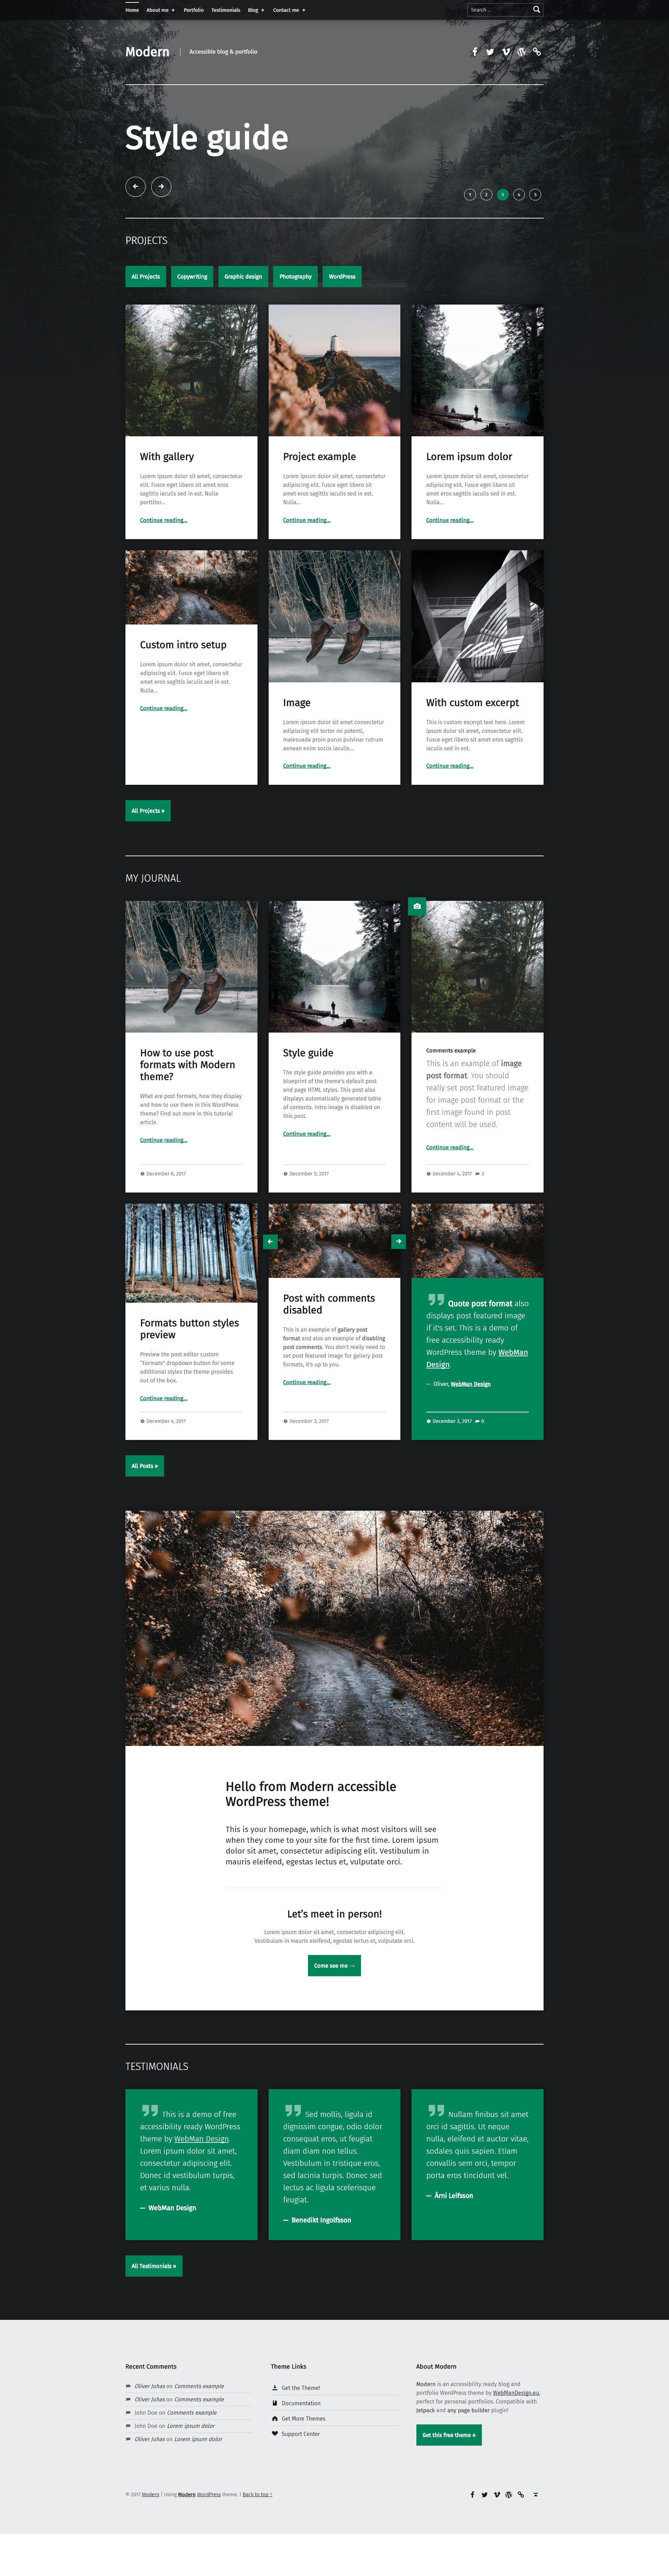 Home About me + Portfolio Testimonials Blog + Contact me + Search ...
Modern | Accessible blog & portfolio
Style guide
1 2 3 4 5
PROJECTS
All Projects Copywriting Graphic design Photography WordPress
With gallery
Lorem ipsum dolor sit amet, consectetur
elit. Fusce eget libero sit amet eros
sagittis iaculis sed in est. Nulla
porttitor...
Continue reading...
Project example
Lorem ipsum dolor sit amet, consectetur
adipiscing elit. Fusce eget libero sit
amet eros sagittis iaculis sed in est.
Nulla...
Continue reading...
Lorem ipsum dolor
Lorem ipsum dolor sit amet, consectetur
adipiscing elit. Fusce eget libero sit
amet eros sagittis iaculis sed in est.
Nulla...
Continue reading...
Custom intro setup
Lorem ipsum dolor sit amet, consectetur
adipiscing elit. Fusce eget libero sit
amet eros sagittis iaculis sed in est.
Nulla...
Continue reading...
Image
Lorem ipsum dolor sit amet consectetur
adipiscing elit tortor mi potenti,
malesuada proin purus pulvinar rutrum
aenean enim sociis iaculis...
Continue reading...
With custom excerpt
This is custom excerpt text here. Lorem
ipsum dolor sit amet, consectetur elit.
Fusce eget libero sit amet eros sagittis
iaculis sed in est.
Continue reading...
All Projects »
MY JOURNAL
How to use post
formats with Modern
theme?
What are post formats, how they display
and how to use them in this WordPress
theme? Find out more in this tutorial
article.
Continue reading...
December 6, 2017
Style guide
The style guide provides you with a
blueprint of the theme's default post
and page HTML styles. This post also
displays automatically generated table
of contents. Intro image is disabled on
this post.
Continue reading...
December 5, 2017
Comments example
This is an example of image
post format. You should
really set post featured image
for image post format or the
first image found in post
content will be used.
Continue reading...
December 4, 2017 3
Formats button styles
preview
Preview the post editor custom
"Formats" dropdown button for some
additional styles the theme provides
out of the box.
Continue reading...
December 4, 2017
Post with comments
disabled
This is an example of gallery post
format and also an example of disabling
post comments. You don't really need to
set post featured image for gallery post
formats, it's up to you.
Continue reading...
December 3, 2017
Quote post format also
displays post featured image
if it's set. This is a demo of
free accessibility ready
WordPress theme by WebMan
Design.
— Oliver, WebMan Design
December 2, 2017 0
All Posts »
Hello from Modern accessible
WordPress theme!
This is your homepage, which is what most visitors will see
when they come to your site for the first time. Lorem ipsum
dolor sit amet, consectetur adipiscing elit. Vestibulum in
mauris eleifend, egestas lectus et, vulputate orci.
Let's meet in person!
Lorem ipsum dolor sit amet, consectetur adipiscing elit.
Vestibulum in mauris eleifend, egestas lectus et, vulputate orci.
Come see me →
TESTIMONIALS
This is a demo of free
accessibility ready WordPress
theme by WebMan Design.
Lorem ipsum dolor sit amet,
consectetur adipiscing elit.
Donec id vestibulum turpis,
et varius nulla.
— WebMan Design
Sed mollis, ligula id
dignissim congue, odio dolor
consequat eros, ut feugiat
diam diam non tellus.
Vestibulum in tristique eros,
sed lacinia turpis. Donec sed
lectus ac ligula scelerisque
feugiat.
— Benedikt Ingolfsson
Nullam finibus sit amet
orci id sagittis. Ut neque
nulla, eleifend et auctor vitae,
sodales quis sapien. Etiam
convallis sem orci, tempor
porta eros tincidunt vel.
— Árni Leifsson
All Testimonials »
Recent Comments
Oliver Juhas on Comments example
Oliver Juhas on Comments example
John Doe on Comments example
John Doe on Lorem ipsum dolor
Oliver Juhas on Lorem ipsum dolor
Theme Links
Get the Theme!
Documentation
Get More Themes
Support Center
About Modern
Modern is an accessibility ready blog and
portfolio WordPress theme by WebManDesign.eu,
perfect for personal portfolios. Compatible with
Jetpack and any page builder plugin!
Get this free theme »
© 2017 Modern | Using Modern WordPress theme. | Back to top ↑